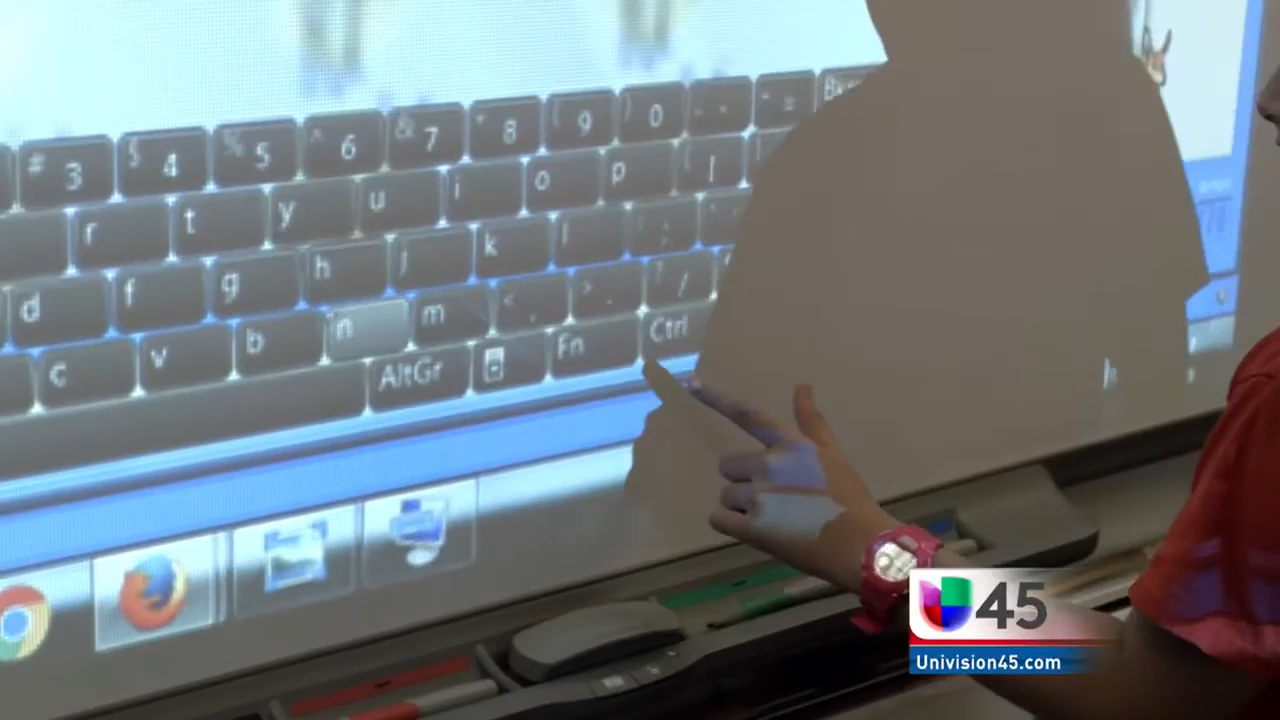 # 3 $ 4 % 5 ^ 6 & 7 * 8 ( 9 ) 0 - =
r t y u i o p [
d f g h j k l ;
c v b n m < , > . ? /
AltGr Fn Ctrl
45
Univision45.com